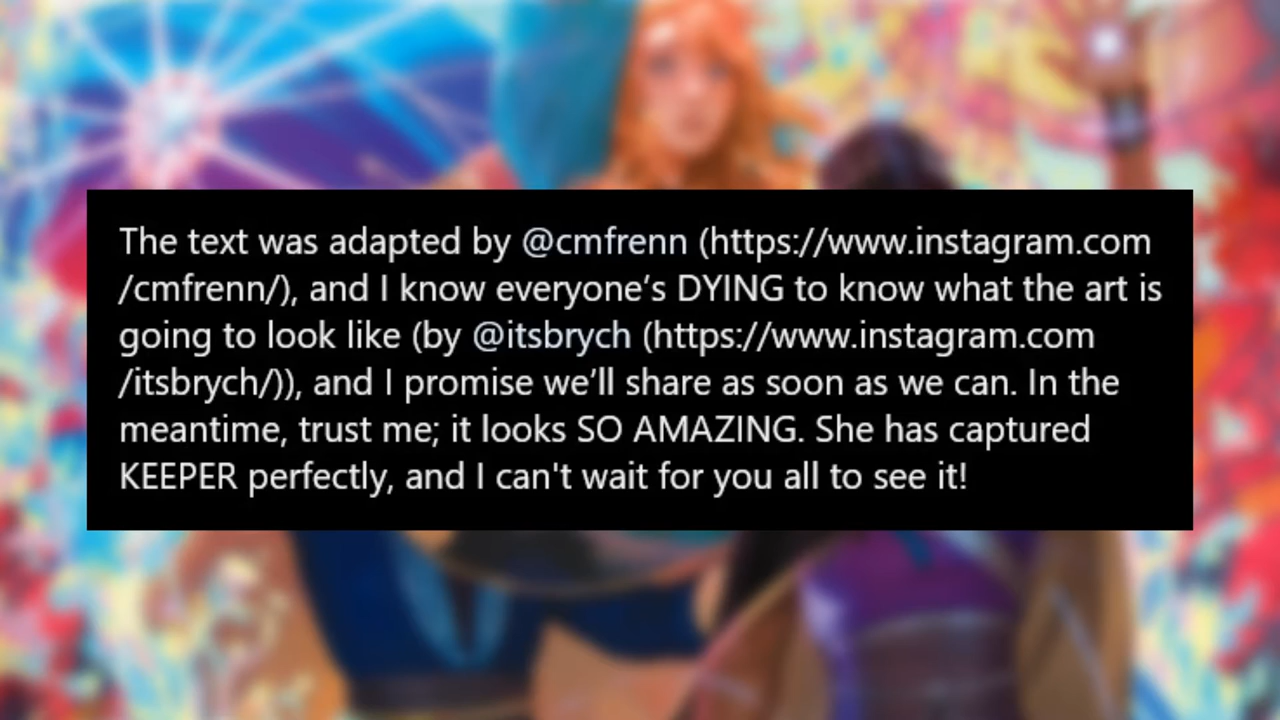 The text was adapted by @cmfrenn (https://www.instagram.com
/cmfrenn/), and I know everyone’s DYING to know what the art is
going to look like (by @itsbrych (https://www.instagram.com
/itsbrych/)), and I promise we’ll share as soon as we can. In the
meantime, trust me; it looks SO AMAZING. She has captured
KEEPER perfectly, and I can't wait for you all to see it!